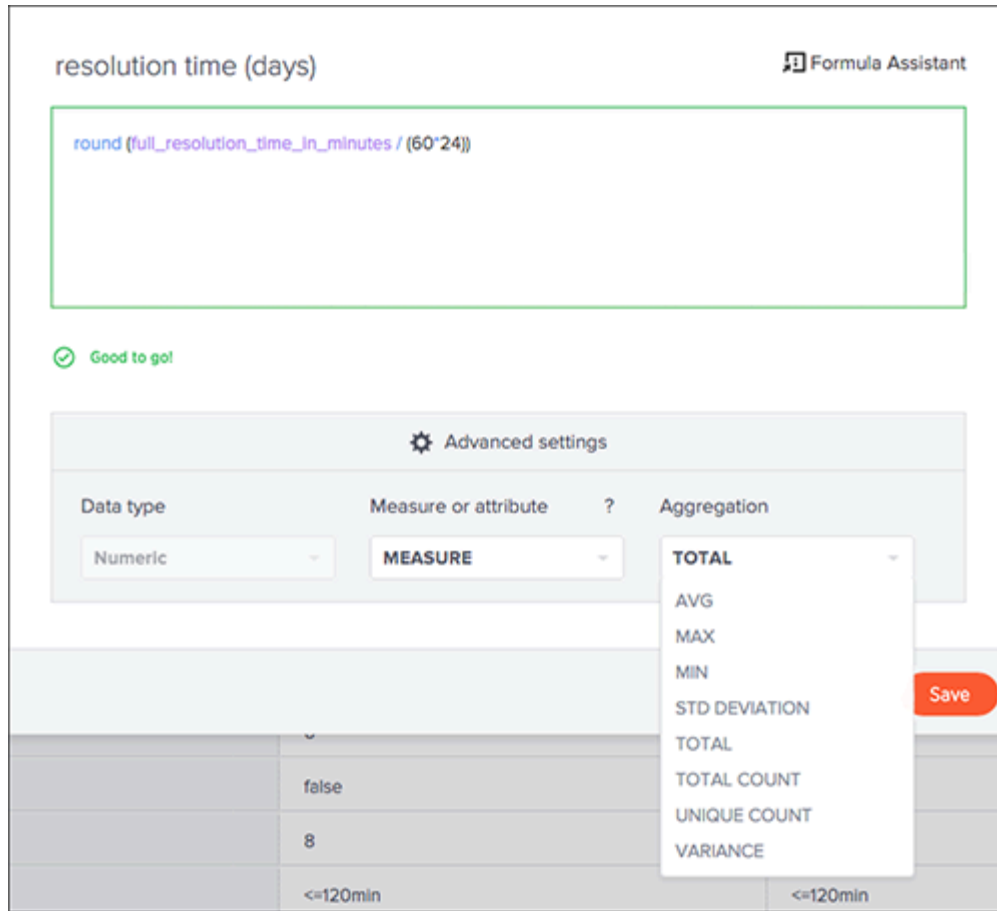 resolution time (days)
Formula Assistant
round (full_resolution_time_in_minutes / (60*24))
Good to go!
Advanced settings
Data type
Measure or attribute ?
Aggregation
Numeric
MEASURE
TOTAL
AVG
MAX
MIN
STD DEVIATION
TOTAL
TOTAL COUNT
UNIQUE COUNT
VARIANCE
Save
false
8
<=120min
<=120min